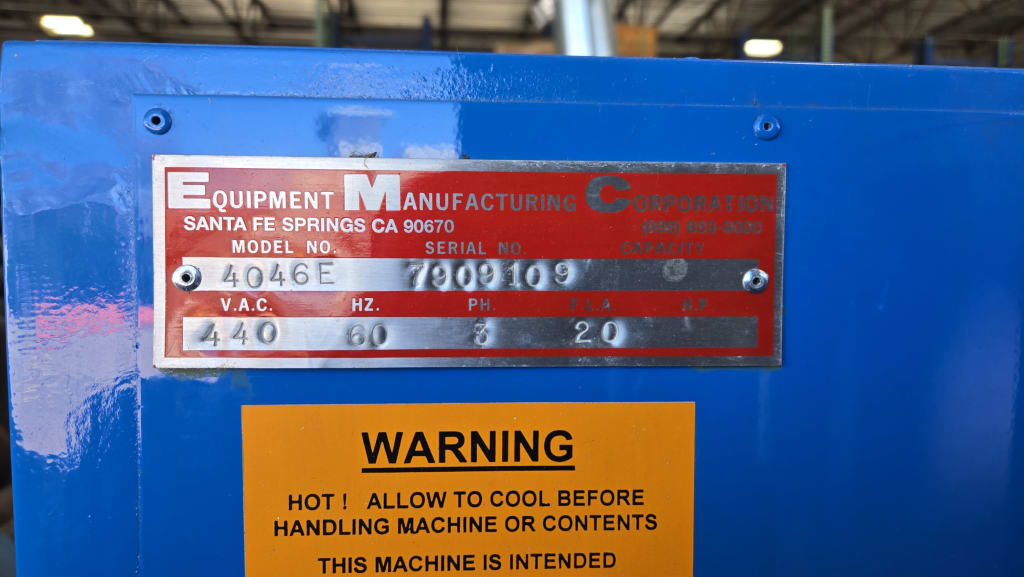 EQUIPMENT MANUFACTURING CORPORATION
SANTA FE SPRINGS CA 90670
MODEL NO. SERIAL NO. CAPACITY
4046E 7909109
V.A.C. HZ. PH. F.L.A. H.P.
440 60 3 20
WARNING
HOT ! ALLOW TO COOL BEFORE
HANDLING MACHINE OR CONTENTS
THIS MACHINE IS INTENDED